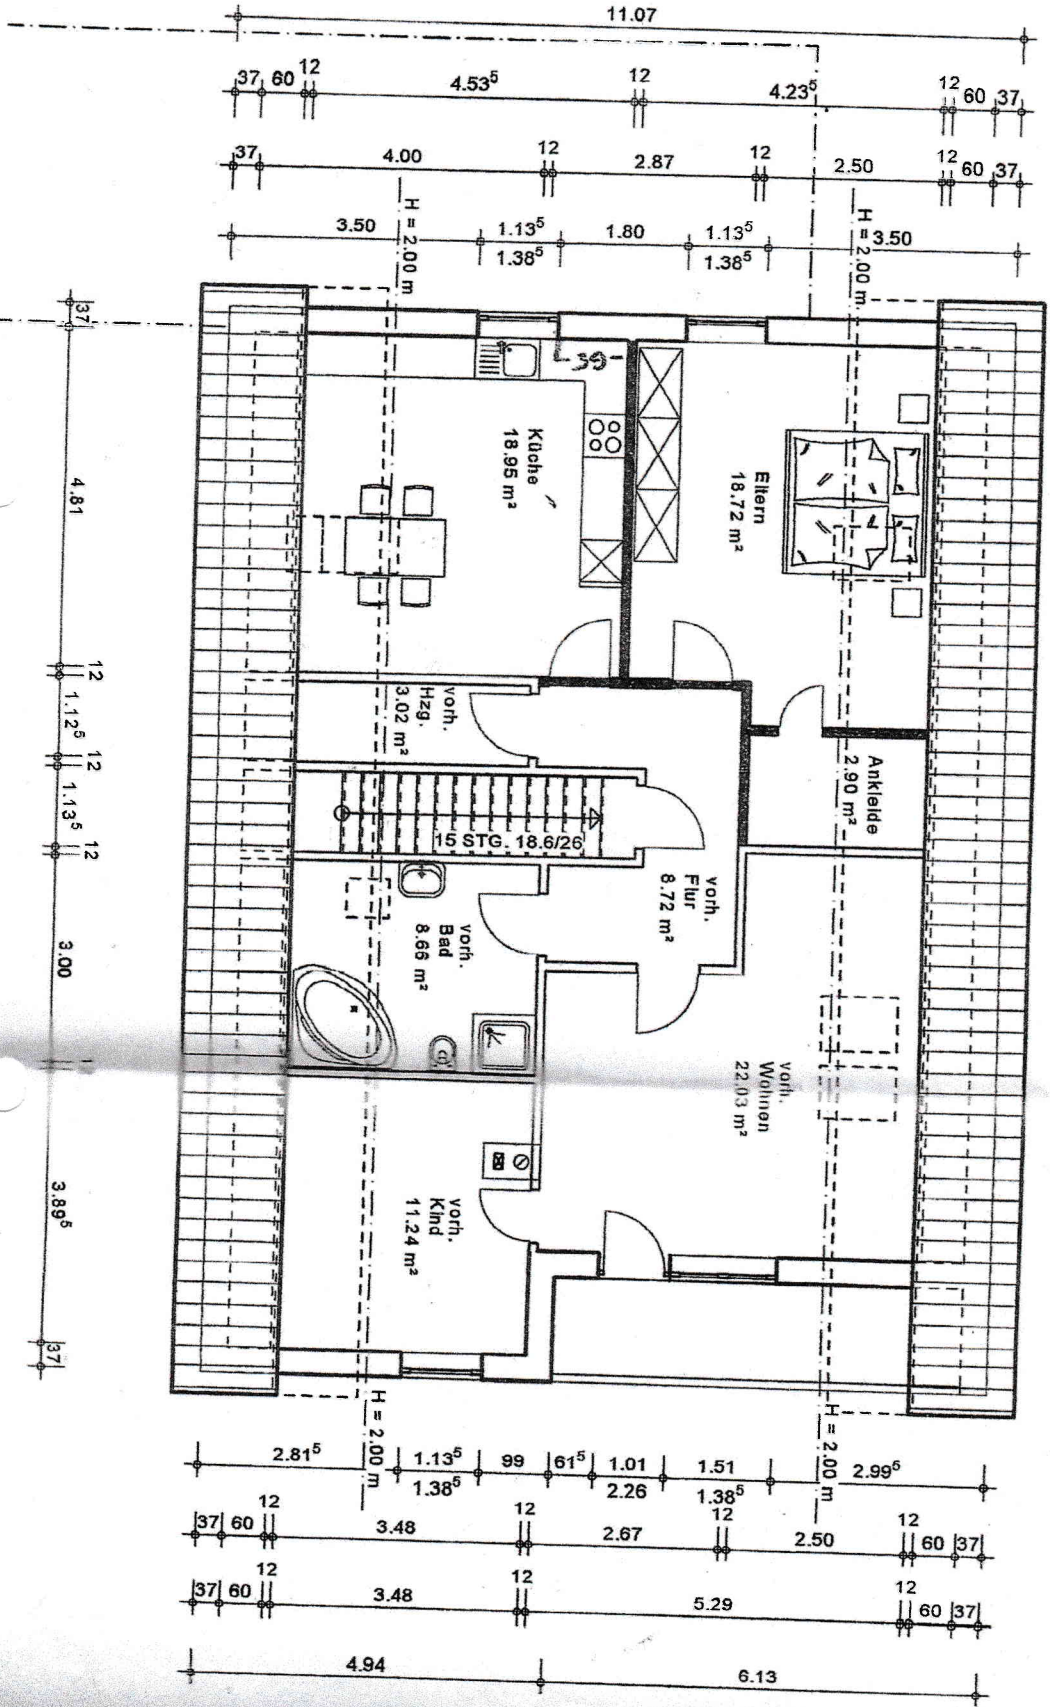 11.07
37 60 12 4.53⁵ 12 4.23⁵ 12 60 37
37 4.00 12 2.87 12 2.50 12 60 37
3.50 1.13⁵ 1.80 1.13⁵ 3.50
1.38⁵ 1.38⁵
H = 2.00 m
H = 2.00 m
37
4.81
12
1.12⁵
12
1.13⁵
12
3.00
3.89⁵
37
GS
Küche
18.95 m²
Eltern
18.72 m²
vorh.
Hzg.
3.02 m²
Ankleide
2.90 m²
15 STG. 18.6/26
vorh.
Flur
8.72 m²
vorh.
Bad
8.66 m²
vorh.
Wohnen
22.03 m²
vorh.
Kind
11.24 m²
H = 2.00 m
H = 2.00 m
2.81⁵ 1.13⁵ 99 61⁵ 1.01 1.51 2.99⁵
1.38⁵ 2.26 1.38⁵
37 60 12 3.48 12 2.67 12 2.50 12 60 37
37 60 12 3.48 12 5.29 12 60 37
4.94 6.13